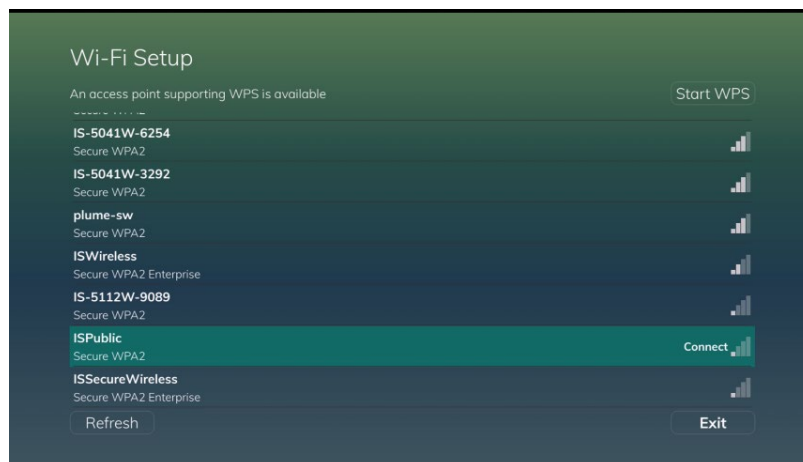 Wi-Fi Setup
An access point supporting WPS is available
Start WPS
IS-5041W-6254
Secure WPA2
IS-5041W-3292
Secure WPA2
plume-sw
Secure WPA2
ISWireless
Secure WPA2 Enterprise
IS-5112W-9089
Secure WPA2
ISPublic
Secure WPA2
Connect
ISSecureWireless
Secure WPA2 Enterprise
Refresh
Exit